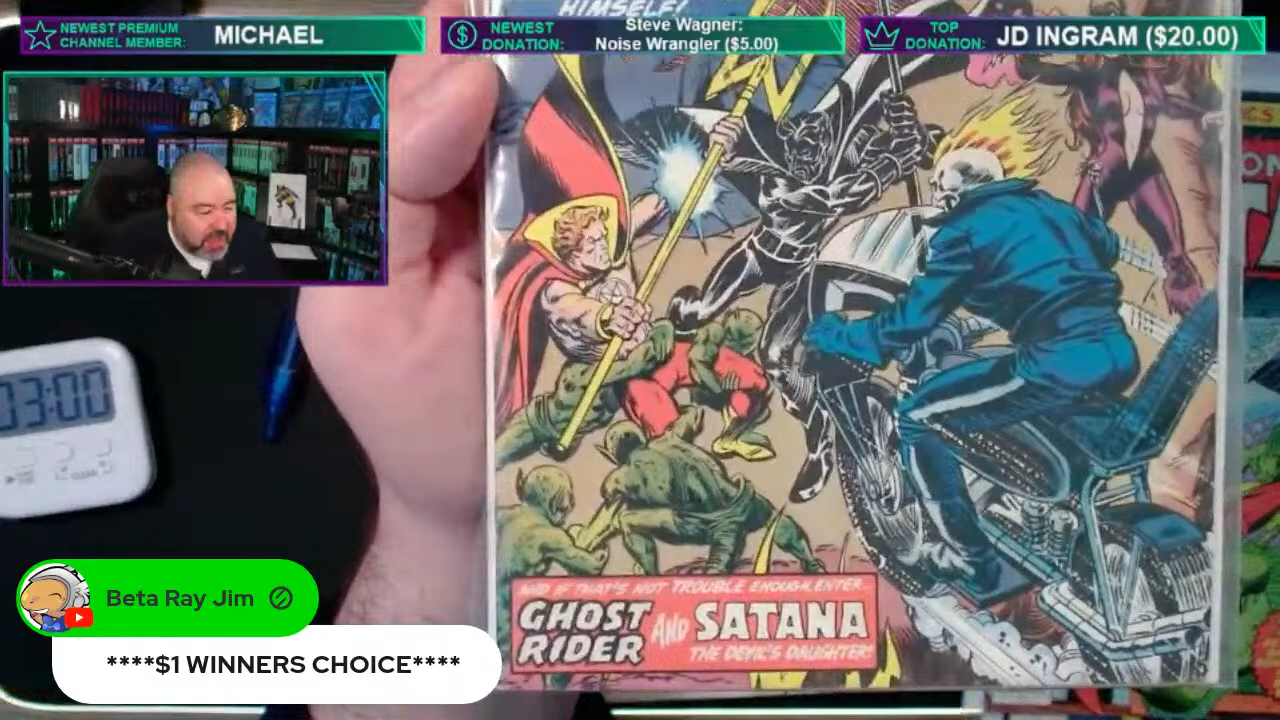 HIMSELF!
NEWEST PREMIUM
CHANNEL MEMBER:
MICHAEL
NEWEST
DONATION:
Steve Wagner:
Noise Wrangler ($5.00)
TOP
DONATION:
JD INGRAM ($20.00)
03:00
CLEAR
Beta Ray Jim
****$1 WINNERS CHOICE****
AND IF THAT'S NOT TROUBLE ENOUGH, ENTER...
GHOST
RIDER
AND
SATANA
THE DEVIL'S DAUGHTER!